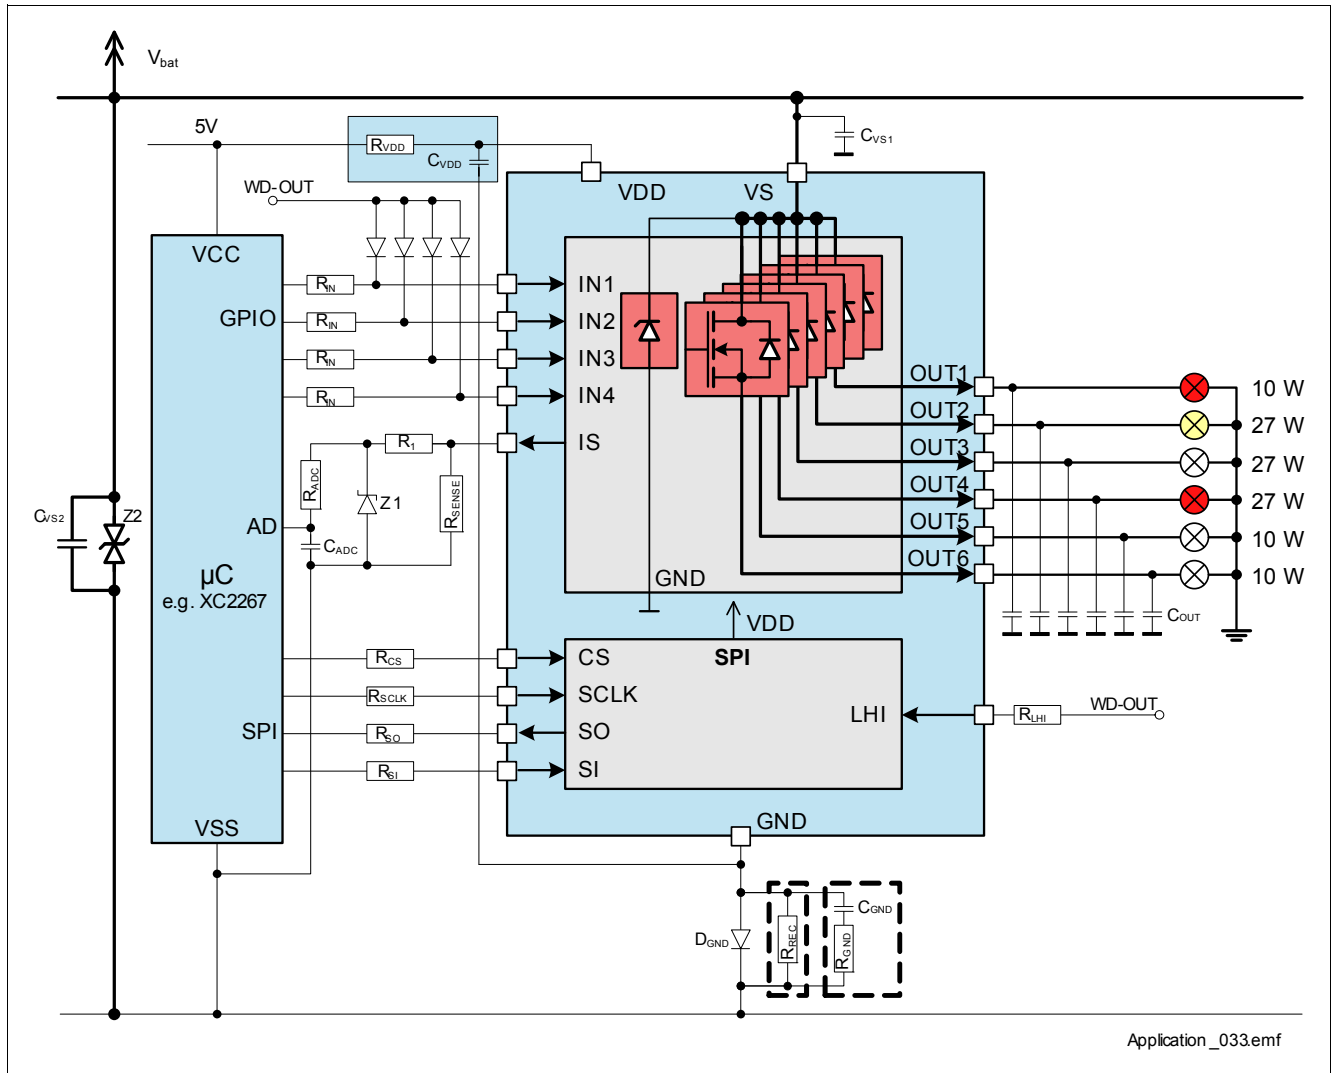 Vbat
5V
RVDD
CVDD
CVS1
WD-OUT
VDD
VS
VCC
RIN
IN1
GPIO
RIN
IN2
RIN
IN3
RIN
IN4
OUT1
10 W
OUT2
27 W
OUT3
27 W
OUT4
27 W
OUT5
10 W
OUT6
10 W
R1
IS
RADC
Z1
RSENSE
CVS2
Z2
AD
CADC
µC
e.g. XC2267
GND
COUT
VDD
SPI
RCS
CS
RSCLK
SCLK
SPI
RSO
SO
RSI
SI
LHI
RLHI
WD-OUT
VSS
GND
DGND
RREC
CGND
RGND
Application_033.emf